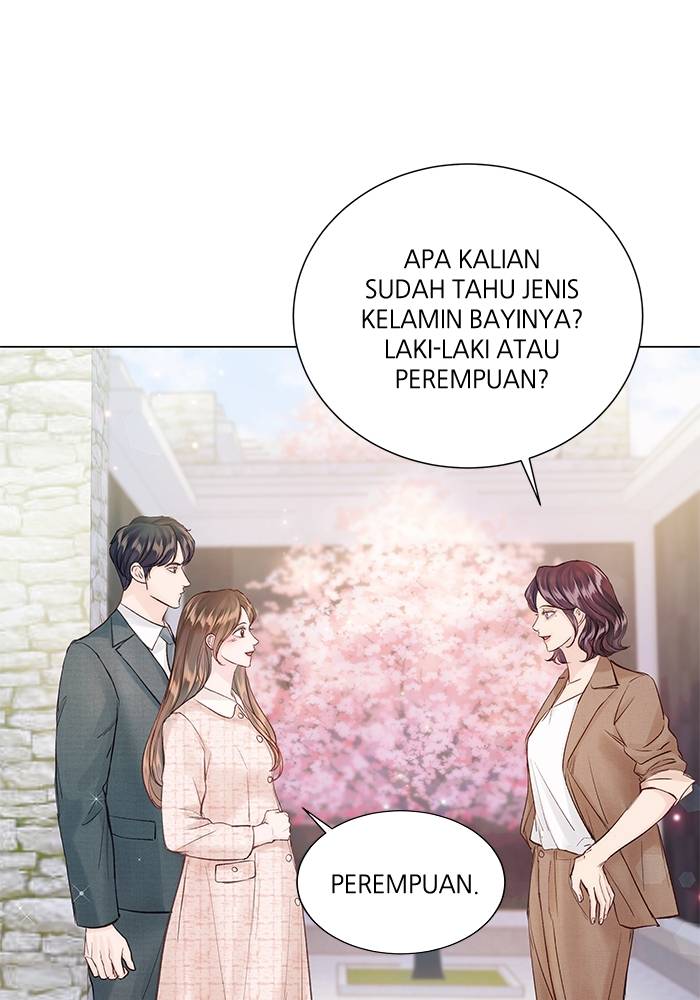 APA KALIAN
SUDAH TAHU JENIS
KELAMIN BAYINYA?
LAKI-LAKI ATAU
PEREMPUAN?
PEREMPUAN.